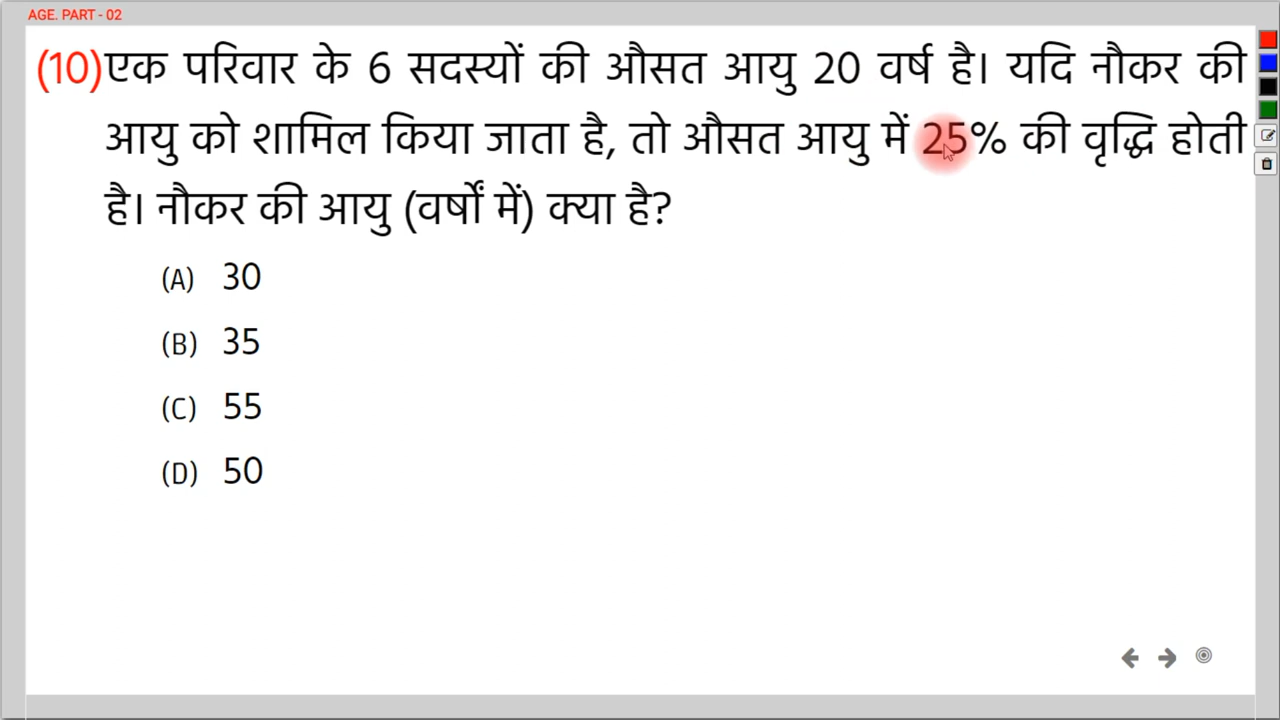 AGE. PART - 02
(10) एक परिवार के 6 सदस्यों की औसत आयु 20 वर्ष है। यदि नौकर की
आयु को शामिल किया जाता है, तो औसत आयु में 25% की वृद्धि होती
है। नौकर की आयु (वर्षों में) क्या है?
(A) 30
(B) 35
(C) 55
(D) 50